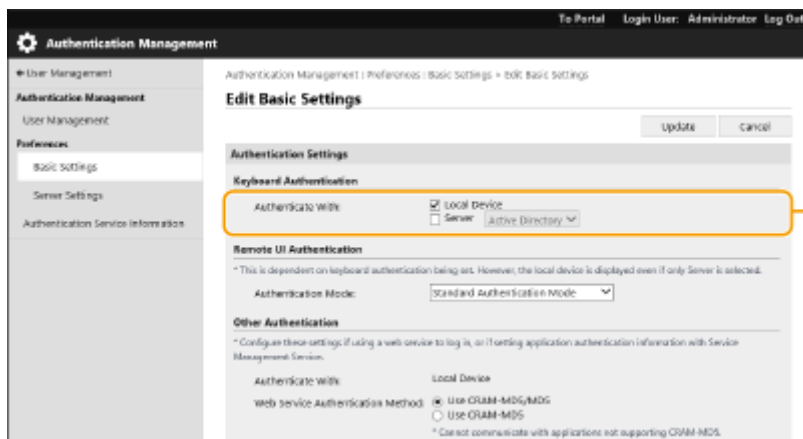 To Portal Login User: Administrator Log Out
Authentication Management
User Management
Authentication Management
User Management
Preferences
Basic Settings
Server Settings
Authentication Service Information
Authentication Management : Preferences : Basic Settings > Edit Basic Settings
Edit Basic Settings
Update Cancel
Authentication Settings
Keyboard Authentication
Authenticate With: Local Device
Server Active Directory
Remote UI Authentication
* This is dependent on keyboard authentication being set. However, the local device is displayed even if only Server is selected.
Authentication Mode: Standard Authentication Mode
Other Authentication
* Configure these settings if using a web service to log in, or if setting application authentication information with Service
Management Service.
Authenticate With: Local Device
Web Service Authentication Method: Use CRAM-MD5/MD5
Use CRAM-MD5
* Cannot communicate with applications not supporting CRAM-MD5.